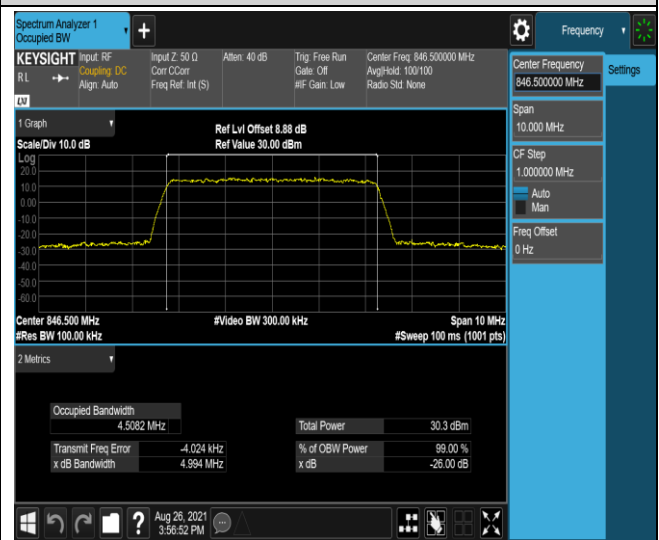 Spectrum Analyzer 1
Occupied BW
+
Frequency
KEYSIGHT
RL
LXI
Input: RF
Coupling: DC
Align: Auto
Input Z: 50 Ω
Corr CCorr
Freq Ref: Int (S)
Atten: 40 dB
Trig: Free Run
Gate: Off
#IF Gain: Low
Center Freq: 846.500000 MHz
Avg|Hold: 100/100
Radio Std: None
Center Frequency
846.500000 MHz
Settings
Span
10.000 MHz
CF Step
1.000000 MHz
Auto
Man
Freq Offset
0 Hz
1 Graph
Scale/Div 10.0 dB
Ref Lvl Offset 8.88 dB
Ref Value 30.00 dBm
Log
20.0
10.0
0.00
-10.0
-20.0
-30.0
-40.0
-50.0
-60.0
Center 846.500 MHz
#Video BW 300.00 kHz
Span 10 MHz
#Res BW 100.00 kHz
#Sweep 100 ms (1001 pts)
2 Metrics
Occupied Bandwidth
4.5082 MHz
Total Power 30.3 dBm
Transmit Freq Error -4.024 kHz
% of OBW Power 99.00 %
x dB Bandwidth 4.994 MHz
x dB -26.00 dB
?
Aug 26, 2021
3:56:52 PM